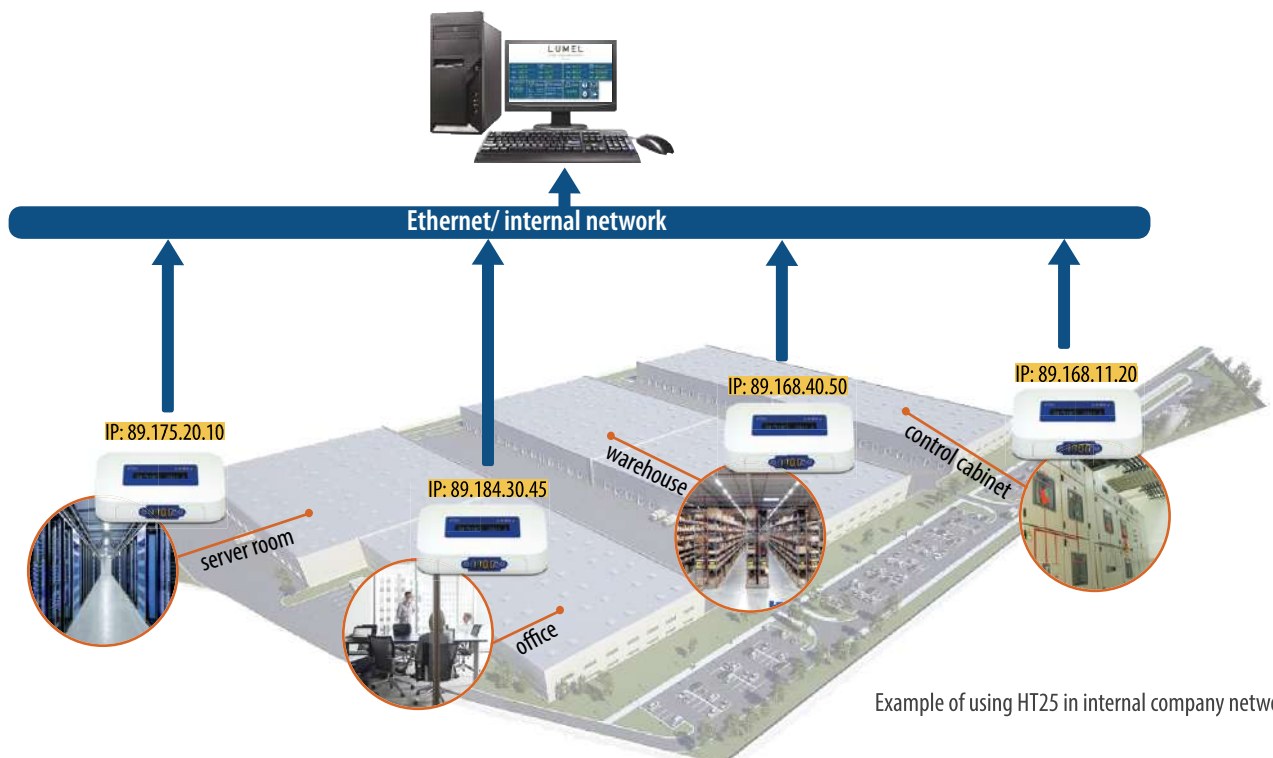 LUMEL
Ethernet/ internal network
IP: 89.175.20.10
IP: 89.184.30.45
IP: 89.168.40.50
IP: 89.168.11.20
server room
office
warehouse
control cabinet
Example of using HT25 in internal company netw